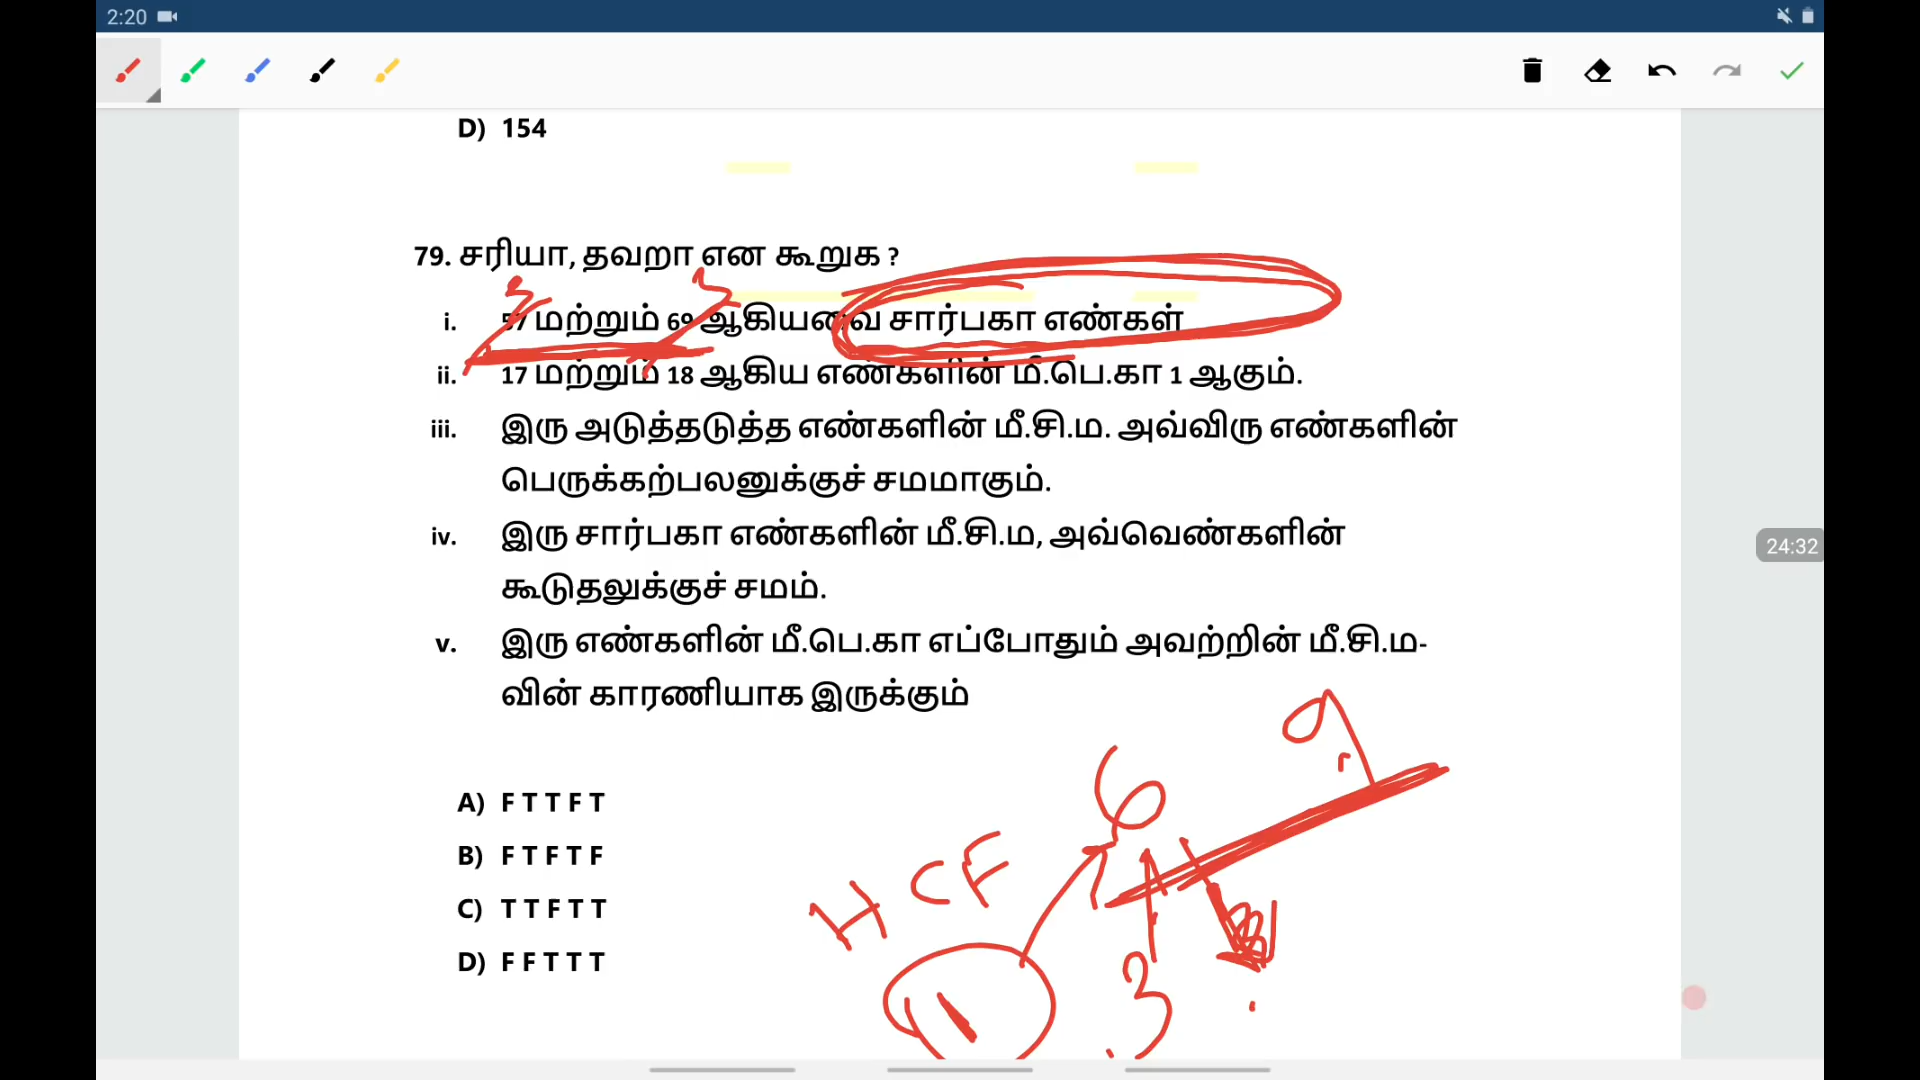 2:20
D) 154
79. சரியா, தவறா என கூறுக ?
i. 57 மற்றும் 69 ஆகியவை சார்பகா எண்கள்
ii. 17 மற்றும் 18 ஆகிய எண்களின் மீ.பெ.கா 1 ஆகும்.
iii. இரு அடுத்தடுத்த எண்களின் மீ.சி.ம. அவ்விரு எண்களின்
பெருக்கற்பலனுக்குச் சமமாகும்.
iv. இரு சார்பகா எண்களின் மீ.சி.ம, அவ்வெண்களின்
கூடுதலுக்குச் சமம்.
v. இரு எண்களின் மீ.பெ.கா எப்போதும் அவற்றின் மீ.சி.ம-
வின் காரணியாக இருக்கும்
A) F T T F T
B) F T F T F
C) T T F T T
D) F F T T T
24:32
6 9
HCF
1 3